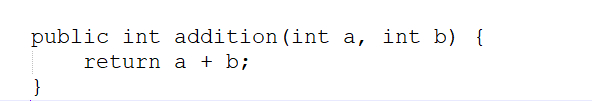 public int addition(int a, int b) {
    return a + b;
}